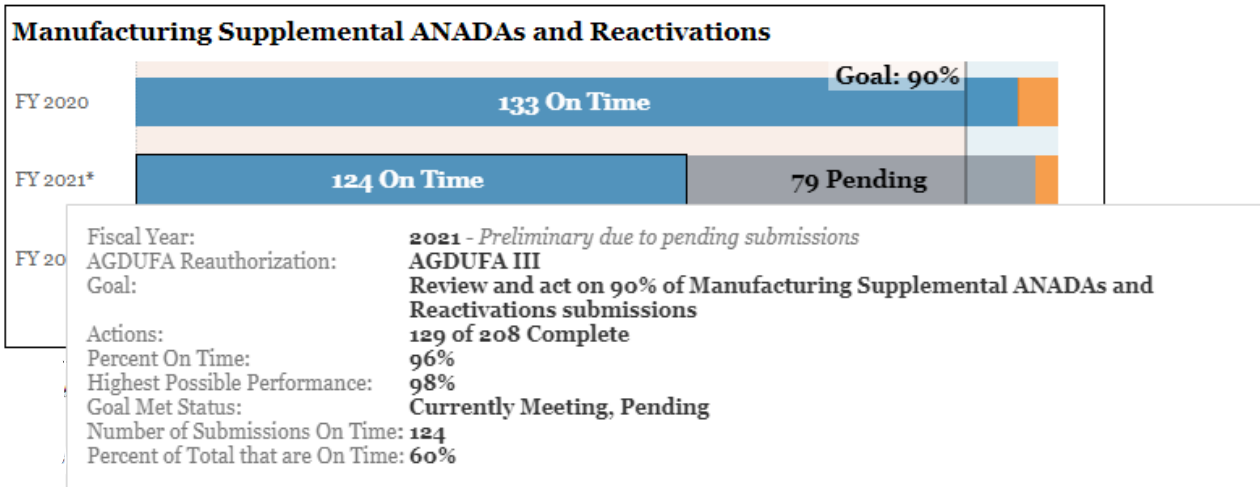 Manufacturing Supplemental ANADAs and Reactivations
Goal: 90%
FY 2020 133 On Time
FY 2021* 124 On Time 79 Pending
FY 20
Fiscal Year: 2021 - Preliminary due to pending submissions
AGDUFA Reauthorization: AGDUFA III
Goal: Review and act on 90% of Manufacturing Supplemental ANADAs and
Reactivations submissions
Actions: 129 of 208 Complete
Percent On Time: 96%
Highest Possible Performance: 98%
Goal Met Status: Currently Meeting, Pending
Number of Submissions On Time: 124
Percent of Total that are On Time: 60%